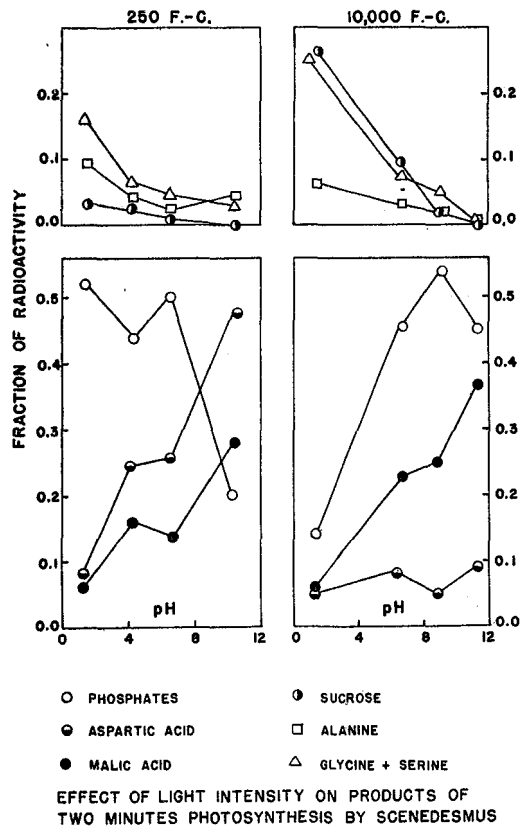 250 F.-C.
10,000 F.-C.
FRACTION OF RADIOACTIVITY
0.2
0.1
0.0
0.2
0.1
0.0
0.5
0.4
0.3
0.2
0.1
0.0
0.5
0.4
0.3
0.2
0.1
0.0
pH
pH
0 4 8 12
0 4 8 12
PHOSPHATES
ASPARTIC ACID
MALIC ACID
SUCROSE
ALANINE
GLYCINE + SERINE
EFFECT OF LIGHT INTENSITY ON PRODUCTS OF
TWO MINUTES PHOTOSYNTHESIS BY SCENEDESMUS